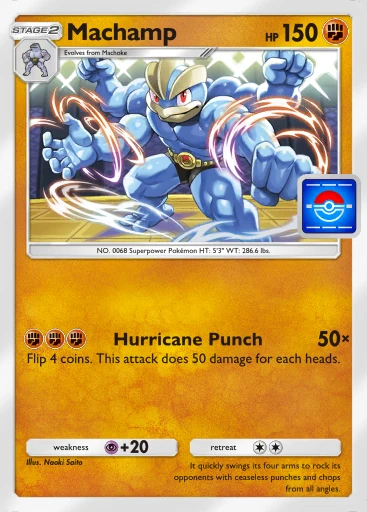 STAGE 2 Machamp HP 150
Evolves from Machoke
NO. 0068 Superpower Pokémon HT: 5'3" WT: 286.6 lbs.
Hurricane Punch 50×
Flip 4 coins. This attack does 50 damage for each heads.
weakness +20 retreat
Illus. Naoki Saito
It quickly swings its four arms to rock its
opponents with ceaseless punches and chops
from all angles.